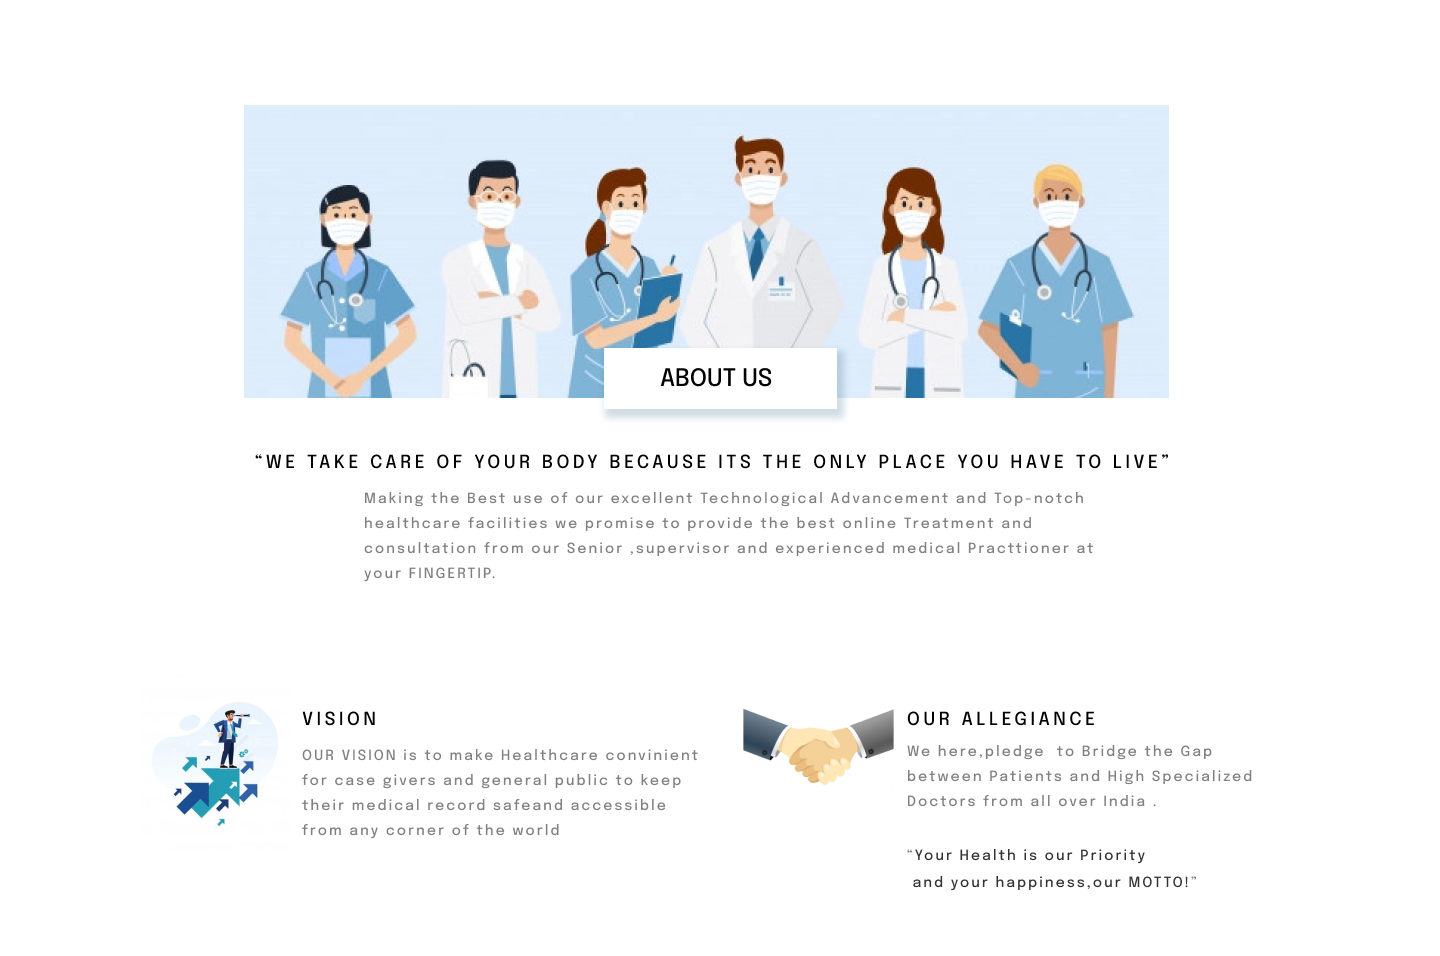 ABOUT US
“WE TAKE CARE OF YOUR BODY BECAUSE ITS THE ONLY PLACE YOU HAVE TO LIVE”
Making the Best use of our excellent Technological Advancement and Top-notch
healthcare facilities we promise to provide the best online Treatment and
consultation from our Senior ,supervisor and experienced medical Practtioner at
your FINGERTIP.
VISION
OUR VISION is to make Healthcare convinient
for case givers and general public to keep
their medical record safeand accessible
from any corner of the world
OUR ALLEGIANCE
We here,pledge  to Bridge the Gap
between Patients and High Specialized
Doctors from all over India .
“Your Health is our Priority
and your happiness,our MOTTO!”